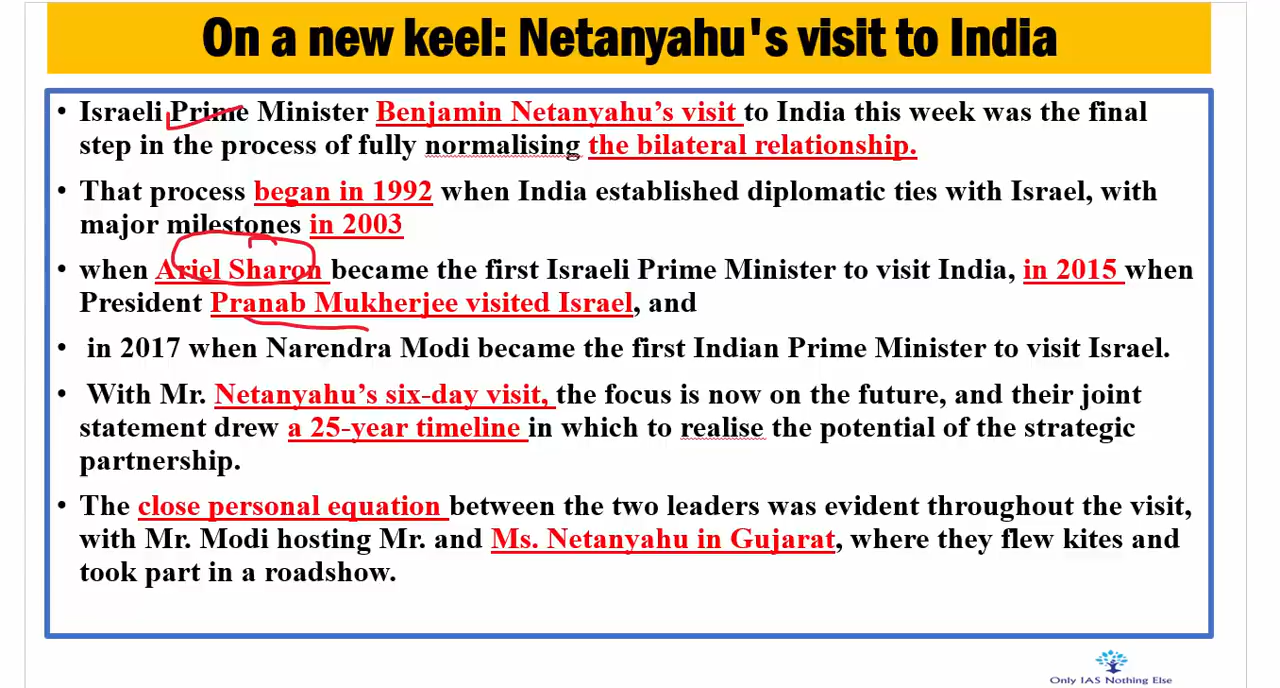 On a new keel: Netanyahu's visit to India
• Israeli Prime Minister Benjamin Netanyahu’s visit to India this week was the final
step in the process of fully normalising the bilateral relationship.
• That process began in 1992 when India established diplomatic ties with Israel, with
major milestones in 2003
• when Ariel Sharon became the first Israeli Prime Minister to visit India, in 2015 when
President Pranab Mukherjee visited Israel, and
• in 2017 when Narendra Modi became the first Indian Prime Minister to visit Israel.
• With Mr. Netanyahu’s six-day visit, the focus is now on the future, and their joint
statement drew a 25-year timeline in which to realise the potential of the strategic
partnership.
• The close personal equation between the two leaders was evident throughout the visit,
with Mr. Modi hosting Mr. and Ms. Netanyahu in Gujarat, where they flew kites and
took part in a roadshow.
Only IAS Nothing Else